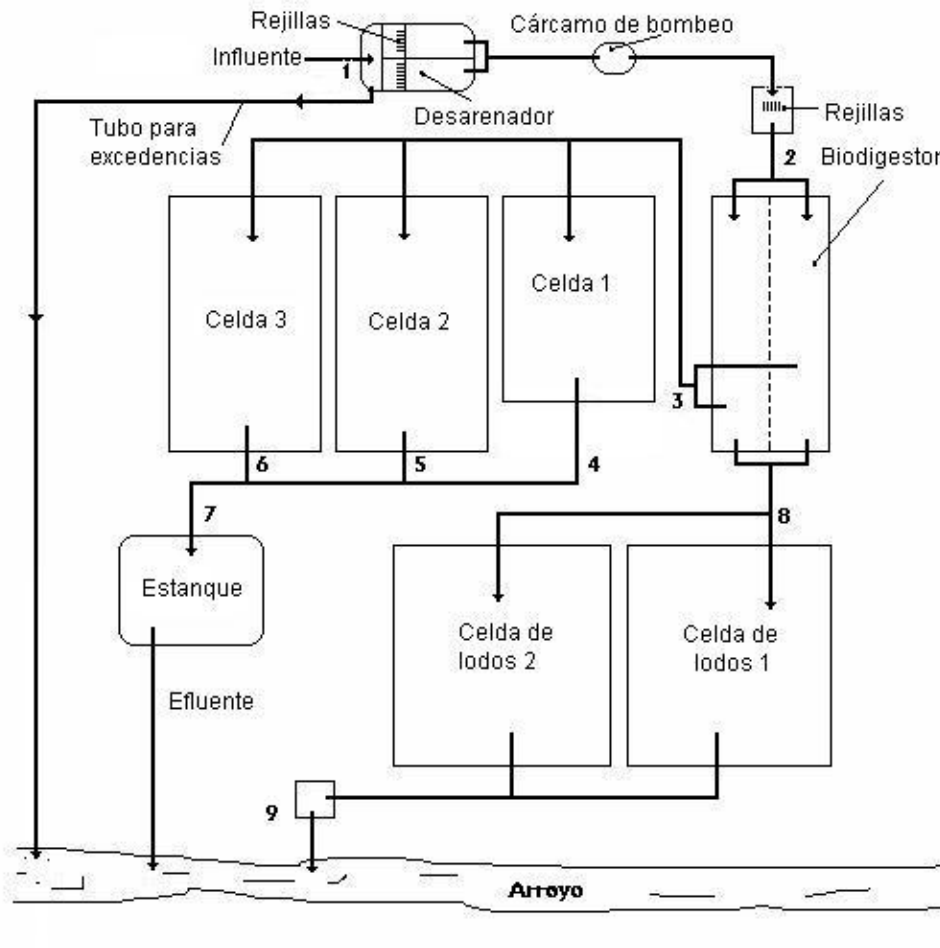 Rejillas
Cárcamo de bombeo
Influente
1
Desarenador
Tubo para
excedencias
Rejillas
2
Biodigestor
Celda 3
Celda 2
Celda 1
3
6
5
4
7
8
Estanque
Celda de
lodos 2
Celda de
lodos 1
Efluente
9
Arroyo